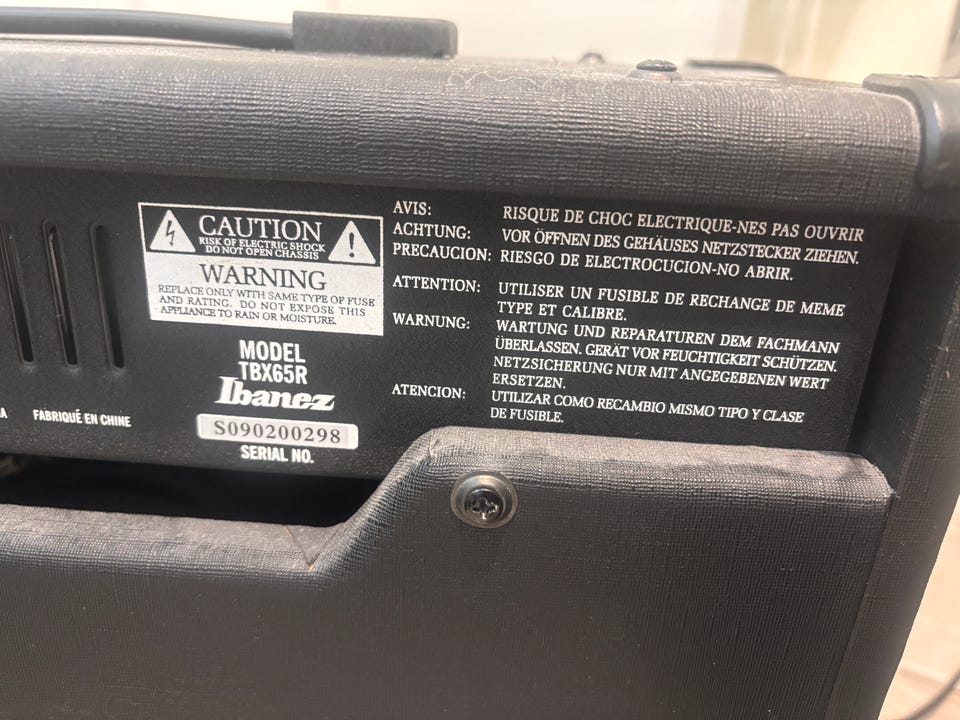 CAUTION
RISK OF ELECTRIC SHOCK
DO NOT OPEN CHASSIS
WARNING
REPLACE ONLY WITH SAME TYPE OF FUSE
AND RATING. DO NOT EXPOSE THIS
APPLIANCE TO RAIN OR MOISTURE.
MODEL
TBX65R
Ibanez
S090200298
SERIAL NO.
FABRIQUÉ EN CHINE
AVIS: RISQUE DE CHOC ELECTRIQUE-NES PAS OUVRIR
ACHTUNG: VOR ÖFFNEN DES GEHÄUSES NETZSTECKER ZIEHEN.
PRECAUCION: RIESGO DE ELECTROCUCION-NO ABRIR.
ATTENTION: UTILISER UN FUSIBLE DE RECHANGE DE MEME
TYPE ET CALIBRE.
WARNUNG: WARTUNG UND REPARATUREN DEM FACHMANN
ÜBERLASSEN. GERÄT VOR FEUCHTIGKEIT SCHÜTZEN.
NETZSICHERUNG NUR MIT ANGEGEBENEN WERT
ERSETZEN.
ATENCION: UTILIZAR COMO RECAMBIO MISMO TIPO Y CLASE
DE FUSIBLE.